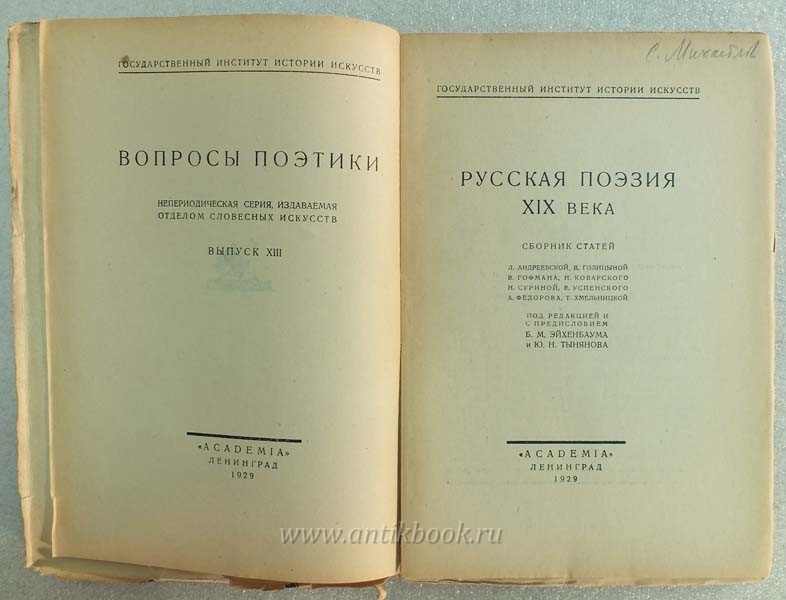 ГОСУДАРСТВЕННЫЙ ИНСТИТУТ ИСТОРИИ ИСКУССТВ
ВОПРОСЫ ПОЭТИКИ
НЕПЕРИОДИЧЕСКАЯ СЕРИЯ, ИЗДАВАЕМАЯ
ОТДЕЛОМ СЛОВЕСНЫХ ИСКУССТВ
ВЫПУСК XIII
«ACADEMIA»
ЛЕНИНГРАД
1929
ГОСУДАРСТВЕННЫЙ ИНСТИТУТ ИСТОРИИ ИСКУССТВ
РУССКАЯ ПОЭЗИЯ
XIX ВЕКА
СБОРНИК СТАТЕЙ
Л. АНДРЕЕВСКОЙ, В. ГОЛИЦЫНОЙ
В. ГОФМАНА, Н. КОВАРСКОГО
Н. СУРИНОЙ, В. УСПЕНСКОГО
А. ФЕДОРОВА, Т. ХМЕЛЬНИЦКОЙ
ПОД РЕДАКЦИЕЙ И
С ПРЕДИСЛОВИЕМ
Б. М. ЭЙХЕНБАУМА
и Ю. Н. ТЫНЯНОВА
«ACADEMIA»
ЛЕНИНГРАД
1929
www.antikbook.ru